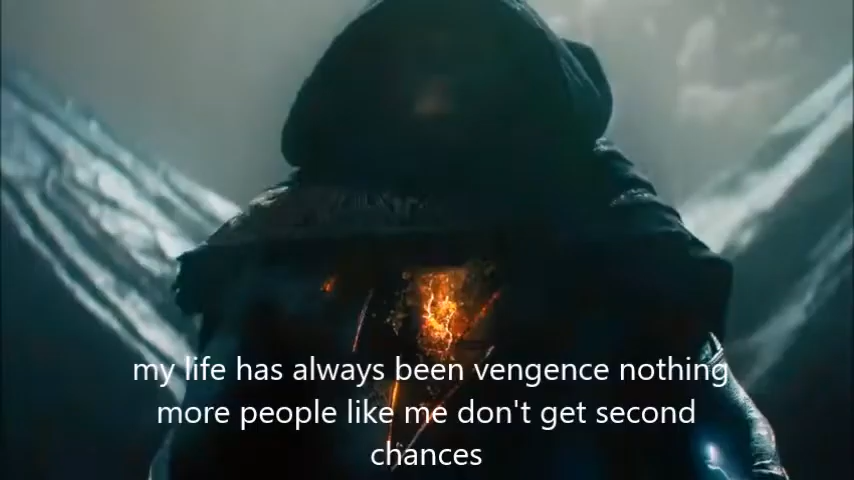 my life has always been vengence nothing
more people like me don't get second
chances